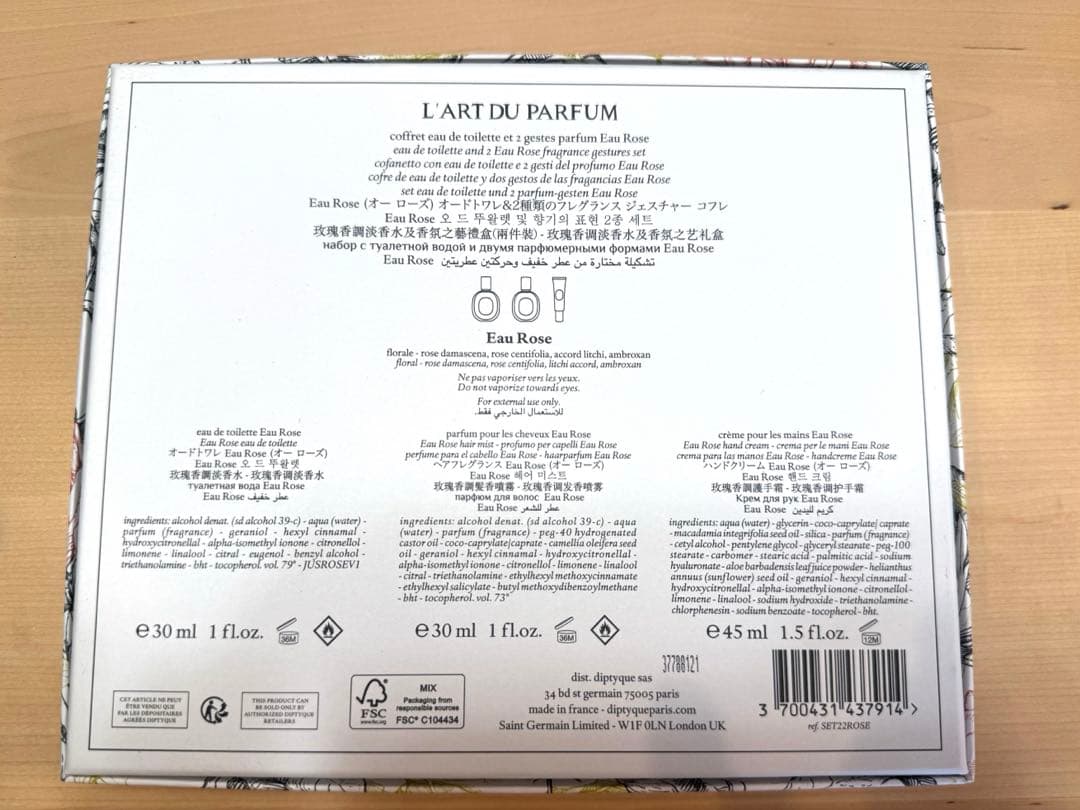 L'ART DU PARFUM
coffret eau de toilette et 2 gestes parfum Eau Rose
eau de toilette and 2 Eau Rose fragrance gestures set
cofanetto con eau de toilette e 2 gesti del profumo Eau Rose
cofre de eau de toilette y dos gestos de las fragancias Eau Rose
set eau de toilette und 2 parfum-gesten Eau Rose
Eau Rose (オー ローズ) オードトワレ&2種類のフレグランス ジェスチャー コフレ
Eau Rose 오 드 뚜왈렛 및 향기의 표현 2종 세트
玫瑰香調淡香水及香氛之藝禮盒(兩件裝) - 玫瑰香调淡香水及香氛之艺礼盒
набор с туалетной водой и двумя парфюмерными формами Eau Rose
Eau Rose تشكيلة مختارة من عطر خفيف وحركتين عطريتين
Eau Rose
florale - rose damascena, rose centifolia, accord litchi, ambroxan
floral - rose damascena, rose centifolia, litchi accord, ambroxan
Ne pas vaporiser vers les yeux.
Do not vaporize towards eyes.
For external use only.
للاستعمال الخارجي فقط.
eau de toilette Eau Rose
Eau Rose eau de toilette
オードトワレ Eau Rose (オー ローズ)
Eau Rose 오 드 뚜왈렛
玫瑰香調淡香水 - 玫瑰香调淡香水
туалетная вода Eau Rose
Eau Rose عطر خفيف
ingredients: alcohol denat. (sd alcohol 39-c) - aqua (water) -
parfum (fragrance) - geraniol - hexyl cinnamal -
hydroxycitronellal - alpha-isomethyl ionone - citronellol -
limonene - linalool - citral - eugenol - benzyl alcohol -
triethanolamine - bht - tocopherol. vol. 79° - JUSROSEV1
e30 ml 1 fl.oz. 36M
parfum pour les cheveux Eau Rose
Eau Rose hair mist - profumo per capelli Eau Rose
perfume para el cabello Eau Rose - haarparfum Eau Rose
ヘアフレグランス Eau Rose (オー ローズ)
Eau Rose 헤어 미스트
玫瑰香調髮香噴霧 - 玫瑰香调发香喷雾
парфюм для волос Eau Rose
Eau Rose عطر للشعر
ingredients: alcohol denat. (sd alcohol 39-c) - aqua
(water) - parfum (fragrance) - peg-40 hydrogenated
castor oil - coco-caprylate/caprate - camellia oleifera seed
oil - geraniol - hexyl cinnamal - hydroxycitronellal -
alpha-isomethyl ionone - citronellol - limonene - linalool
- citral - triethanolamine - ethylhexyl methoxycinnamate
- ethylhexyl salicylate - butyl methoxydibenzoylmethane
- bht - tocopherol. vol. 73°
e30 ml 1 fl.oz. 36M
crème pour les mains Eau Rose
Eau Rose hand cream - crema per le mani Eau Rose
crema para las manos Eau Rose - handcreme Eau Rose
ハンドクリーム Eau Rose (オー ローズ)
Eau Rose 핸드 크림
玫瑰香調護手霜 - 玫瑰香调护手霜
Крем для рук Eau Rose
Eau Rose كريم لليدين
ingredients: aqua (water) - glycerin - coco-caprylate/ caprate
- macadamia integrifolia seed oil - silica - parfum (fragrance)
- cetyl alcohol - pentylene glycol - glyceryl stearate - peg-100
stearate - carbomer - stearic acid - palmitic acid - sodium
hyaluronate - aloe barbadensis leaf juice powder - helianthus
annuus (sunflower) seed oil - geraniol - hexyl cinnamal -
hydroxycitronellal - alpha-isomethyl ionone - citronellol -
limonene - linalool - sodium hydroxide - triethanolamine -
chlorphenesin - sodium benzoate - tocopherol - bht.
e45 ml 1.5 fl.oz. 12M
CET ARTICLE NE PEUT
ÊTRE VENDU QUE
PAR LES DÉPOSITAIRES
AGRÉÉS DIPTYQUE
THIS PRODUCT CAN
BE SOLD ONLY BY
AUTHORIZED DIPTYQUE
RETAILERS
FSC
www.fsc.org
MIX
Packaging from
responsible sources
FSC® C104434
37788121
dist. diptyque sas
34 bd st germain 75005 paris
made in france - diptyqueparis.com
Saint Germain Limited - W1F 0LN London UK
3 700431 437914 >
ref. SET22ROSE